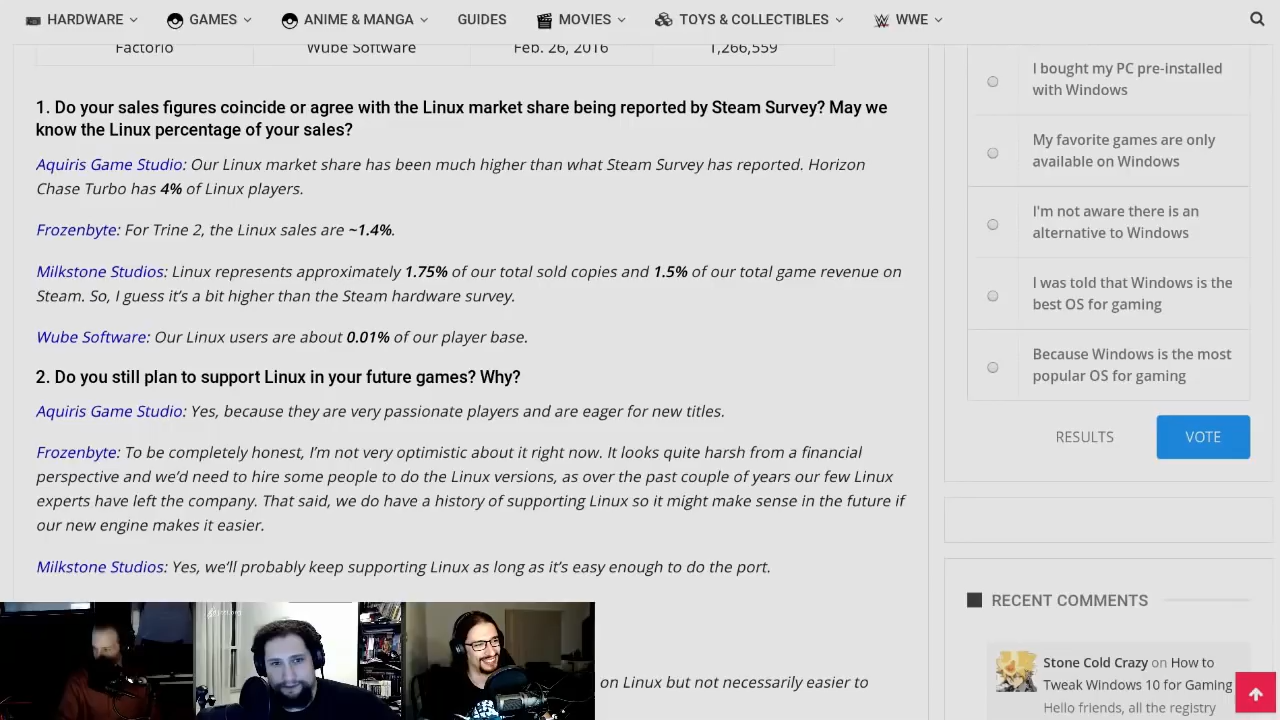 HARDWARE GAMES ANIME & MANGA GUIDES MOVIES TOYS & COLLECTIBLES WWE
Factorio Wube Software Feb. 26, 2016 1,266,559
1. Do your sales figures coincide or agree with the Linux market share being reported by Steam Survey? May we
know the Linux percentage of your sales?
Aquiris Game Studio: Our Linux market share has been much higher than what Steam Survey has reported. Horizon
Chase Turbo has 4% of Linux players.
Frozenbyte: For Trine 2, the Linux sales are ~1.4%.
Milkstone Studios: Linux represents approximately 1.75% of our total sold copies and 1.5% of our total game revenue on
Steam. So, I guess it's a bit higher than the Steam hardware survey.
Wube Software: Our Linux users are about 0.01% of our player base.
2. Do you still plan to support Linux in your future games? Why?
Aquiris Game Studio: Yes, because they are very passionate players and are eager for new titles.
Frozenbyte: To be completely honest, I'm not very optimistic about it right now. It looks quite harsh from a financial
perspective and we'd need to hire some people to do the Linux versions, as over the past couple of years our few Linux
experts have left the company. That said, we do have a history of supporting Linux so it might make sense in the future if
our new engine makes it easier.
Milkstone Studios: Yes, we'll probably keep supporting Linux as long as it's easy enough to do the port.
on Linux but not necessarily easier to
I bought my PC pre-installed
with Windows
My favorite games are only
available on Windows
I'm not aware there is an
alternative to Windows
I was told that Windows is the
best OS for gaming
Because Windows is the most
popular OS for gaming
RESULTS VOTE
RECENT COMMENTS
Stone Cold Crazy on How to
Tweak Windows 10 for Gaming
Hello friends, all the registry